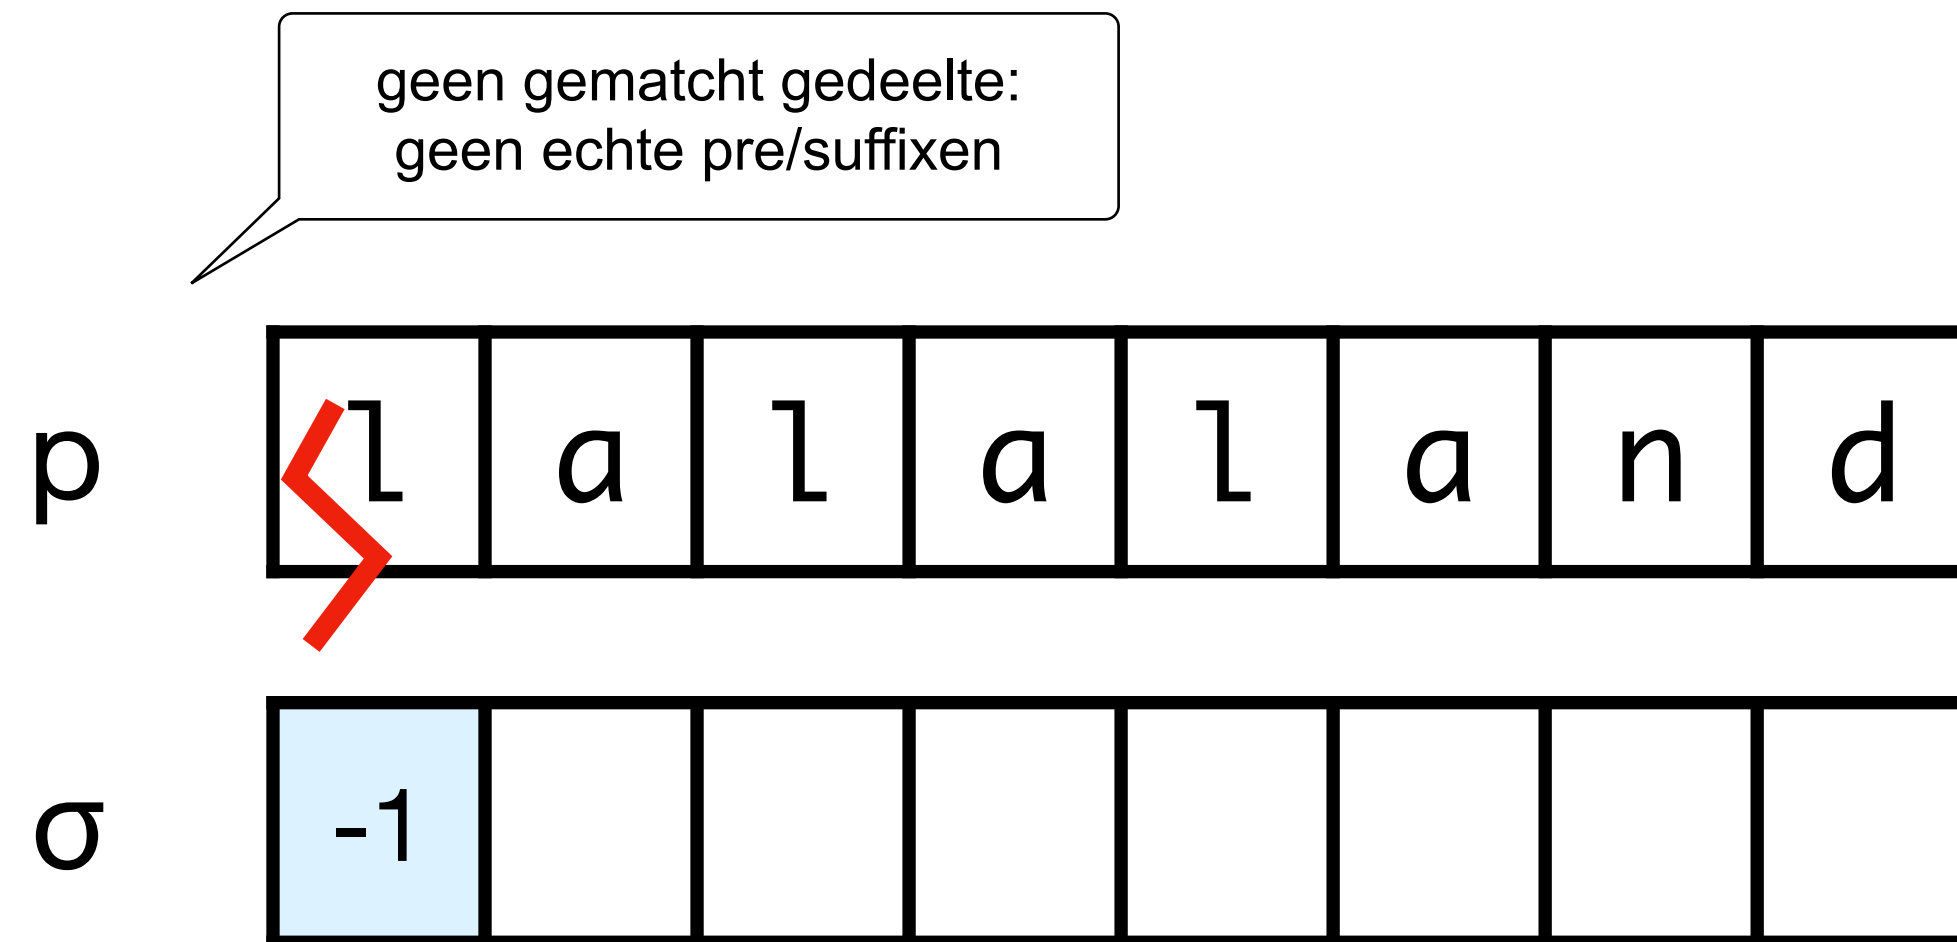 geen gematcht gedeelte:
geen echte pre/suffixen
p l a l a l a n d
σ -1